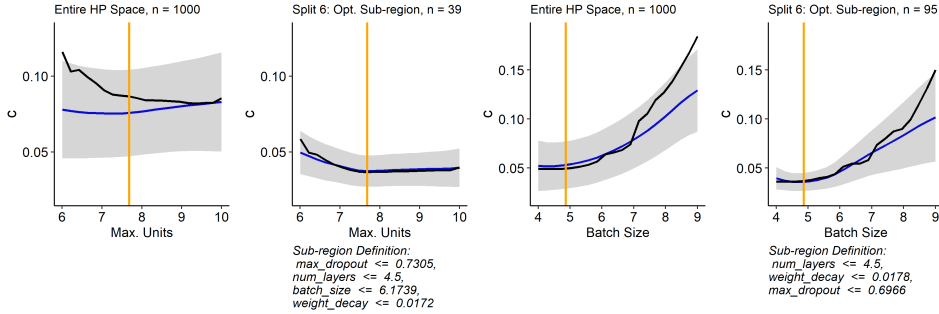 Entire HP Space, n = 1000
0.10
0.05
C
6 7 8 9 10
Max. Units
Split 6: Opt. Sub-region, n = 39
0.10
0.05
C
6 7 8 9 10
Max. Units
Sub-region Definition:
max_dropout <= 0.7305,
num_layers <= 4.5,
batch_size <= 6.1739,
weight_decay <= 0.0172
Entire HP Space, n = 1000
0.15
0.10
0.05
C
4 5 6 7 8 9
Batch Size
Split 6: Opt. Sub-region, n = 95
0.15
0.10
0.05
C
4 5 6 7 8 9
Batch Size
Sub-region Definition:
num_layers <= 4.5,
weight_decay <= 0.0178,
max_dropout <= 0.6966